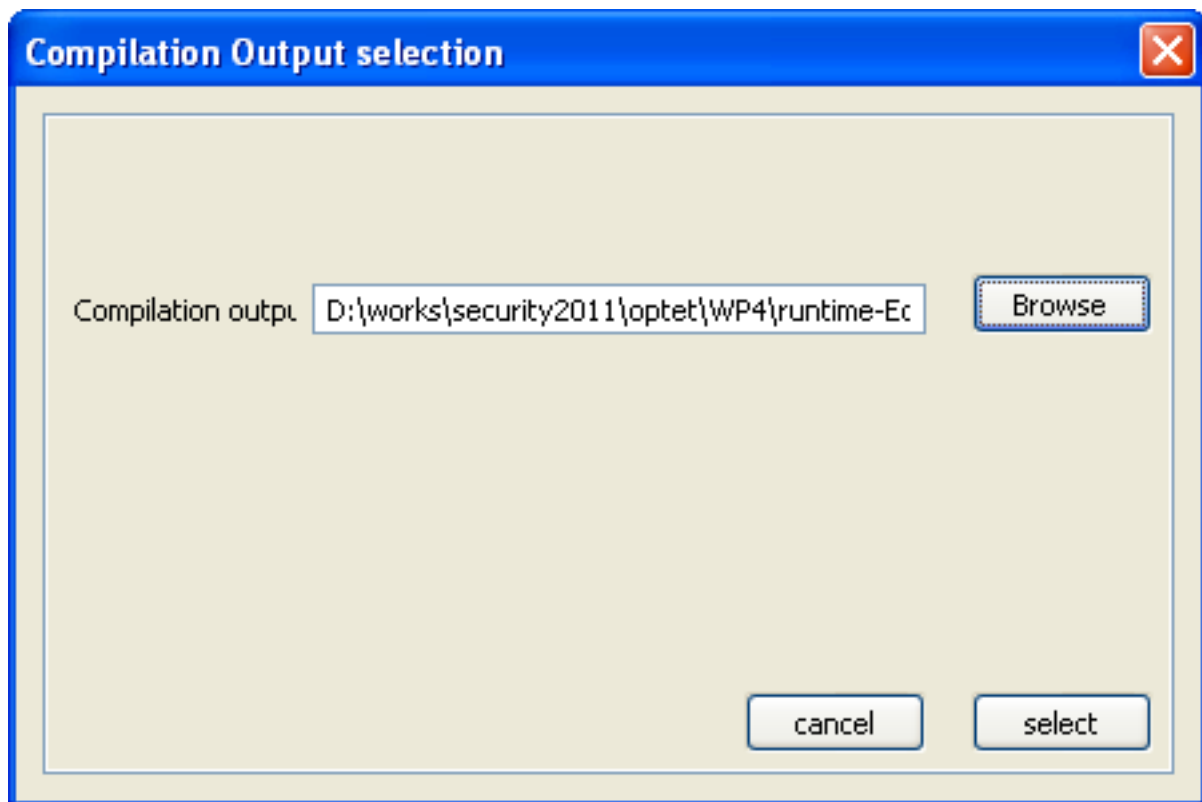 Compilation Output selection
Compilation outpu
D:\works\security2011\optet\WP4\runtime-Ec
Browse
cancel
select